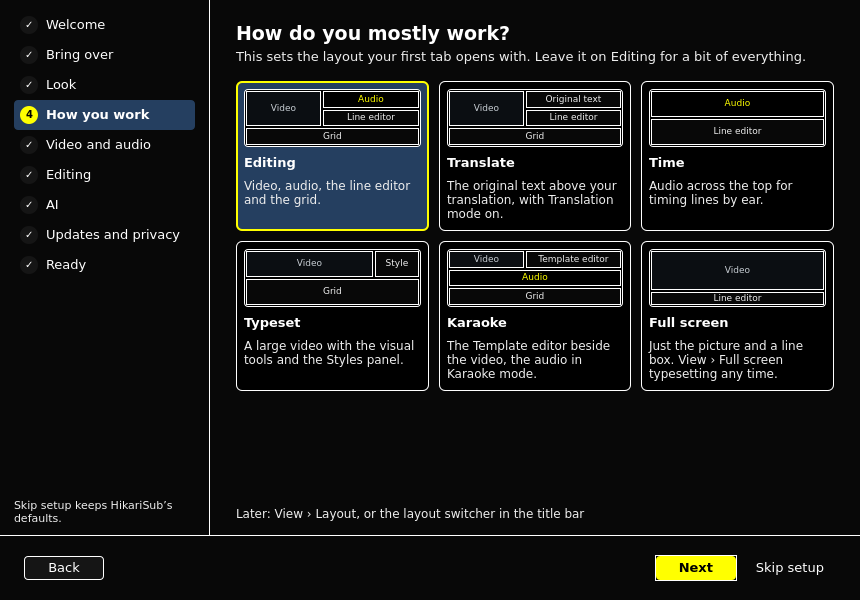 ✓ Welcome
✓ Bring over
✓ Look
4 How you work
✓ Video and audio
✓ Editing
✓ AI
✓ Updates and privacy
✓ Ready
Skip setup keeps HikariSub's
defaults.
How do you mostly work?
This sets the layout your first tab opens with. Leave it on Editing for a bit of everything.
Video
Audio
Line editor
Grid
Editing
Video, audio, the line editor
and the grid.
Video
Original text
Line editor
Grid
Translate
The original text above your
translation, with Translation
mode on.
Audio
Line editor
Time
Audio across the top for
timing lines by ear.
Video
Style
Grid
Typeset
A large video with the visual
tools and the Styles panel.
Video
Template editor
Audio
Grid
Karaoke
The Template editor beside
the video, the audio in
Karaoke mode.
Video
Line editor
Full screen
Just the picture and a line
box. View › Full screen
typesetting any time.
Later: View › Layout, or the layout switcher in the title bar
Back
Next
Skip setup